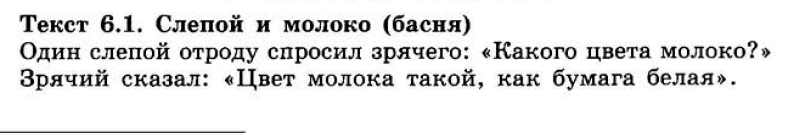 Текст 6.1. Слепой и молоко (басня)
Один слепой отроду спросил зрячего: «Какого цвета молоко?»
Зрячий сказал: «Цвет молока такой, как бумага белая».